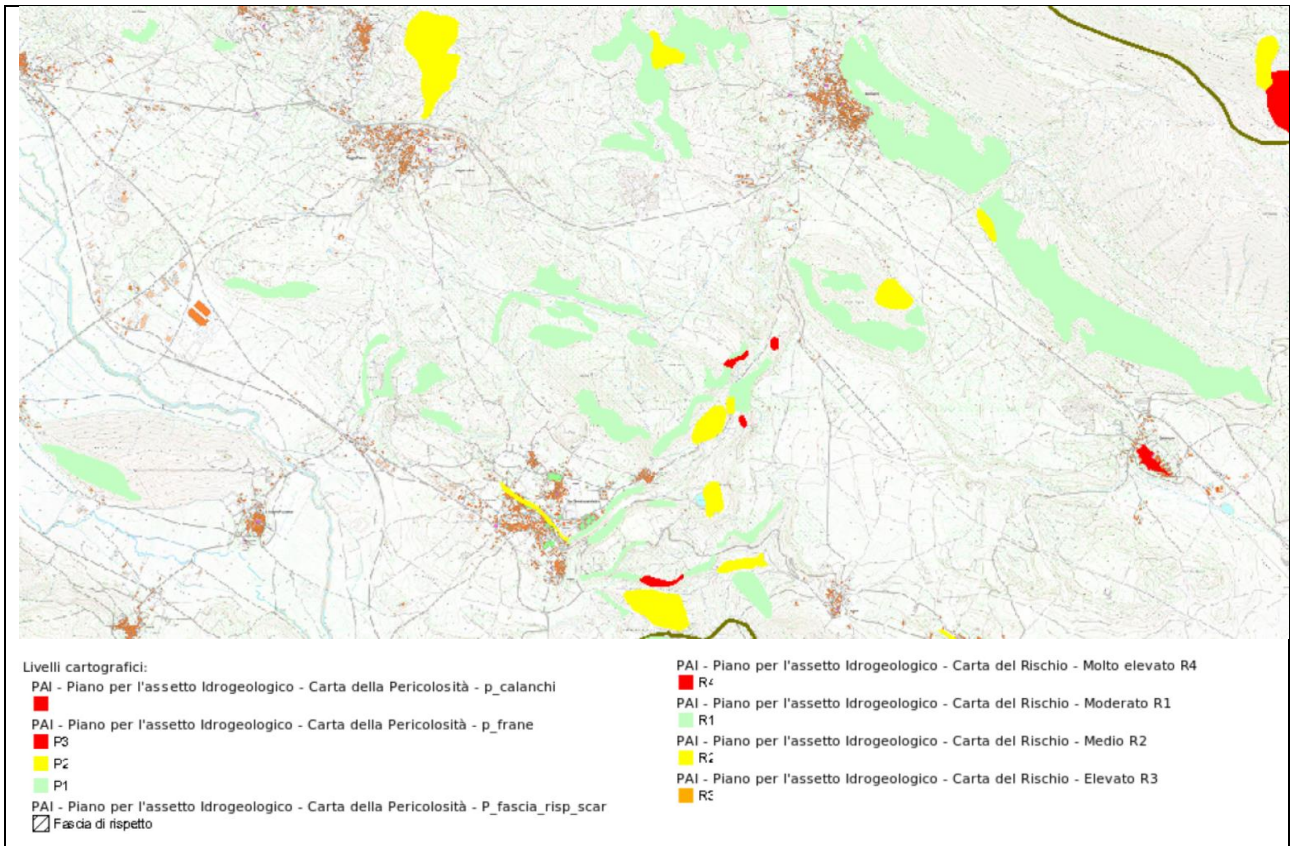 Livelli cartografici:
PAI - Piano per l'assetto Idrogeologico - Carta della Pericolosità - p_calanchi
PAI - Piano per l'assetto Idrogeologico - Carta della Pericolosità - p_frane
P3
P2
P1
PAI - Piano per l'assetto Idrogeologico - Carta della Pericolosità - P_fascia_risp_scar
Fascia di rispetto
PAI - Piano per l'assetto Idrogeologico - Carta del Rischio - Molto elevato R4
R4
PAI - Piano per l'assetto Idrogeologico - Carta del Rischio - Moderato R1
R1
PAI - Piano per l'assetto Idrogeologico - Carta del Rischio - Medio R2
R2
PAI - Piano per l'assetto Idrogeologico - Carta del Rischio - Elevato R3
R3